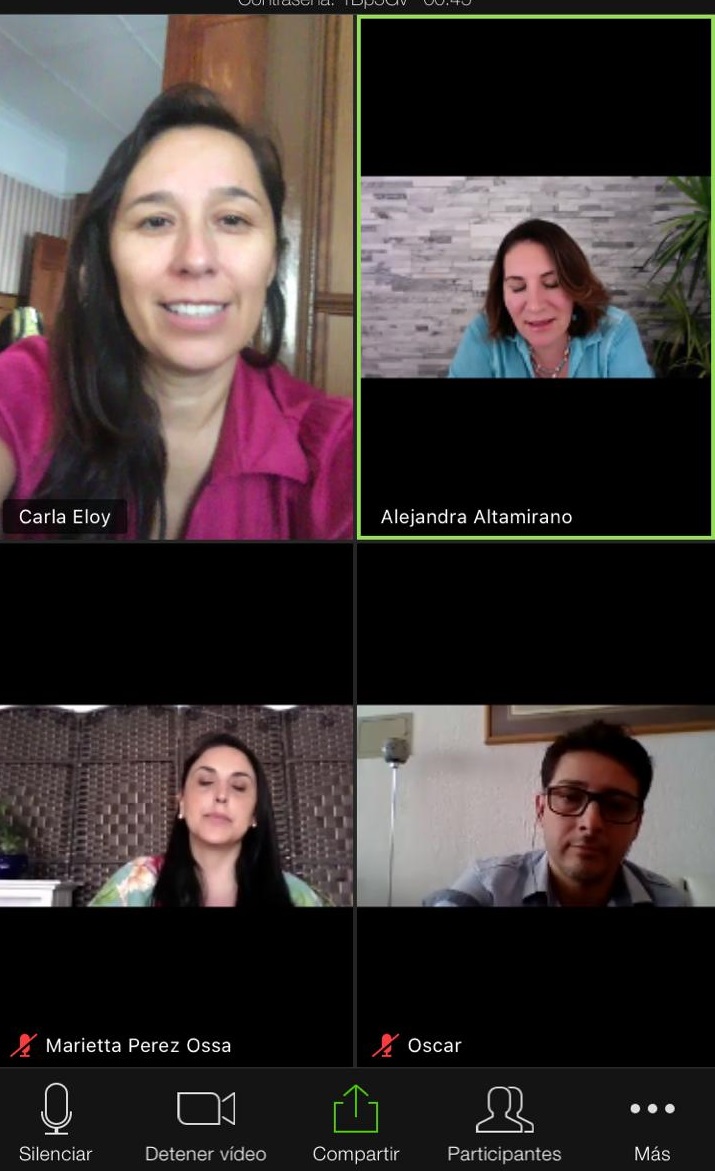 Carla Eloy
Alejandra Altamirano
Marietta Perez Ossa
Oscar
Silenciar
Detener vídeo
Compartir
Participantes
Más